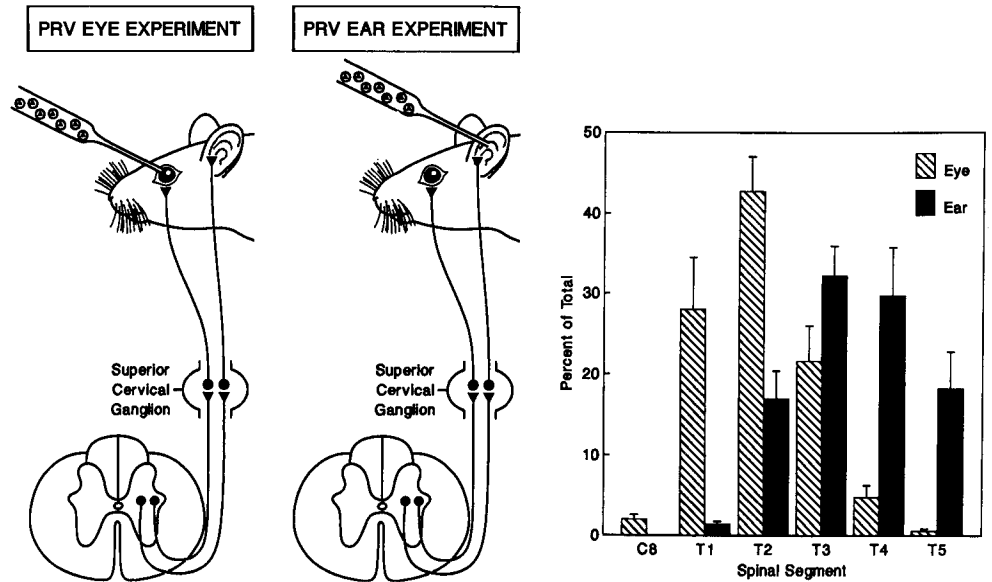 PRV EYE EXPERIMENT
PRV EAR EXPERIMENT
Superior
Cervical
Ganglion
Superior
Cervical
Ganglion
50
40
30
20
10
0
Percent of Total
Eye
Ear
C8 T1 T2 T3 T4 T5
Spinal Segment